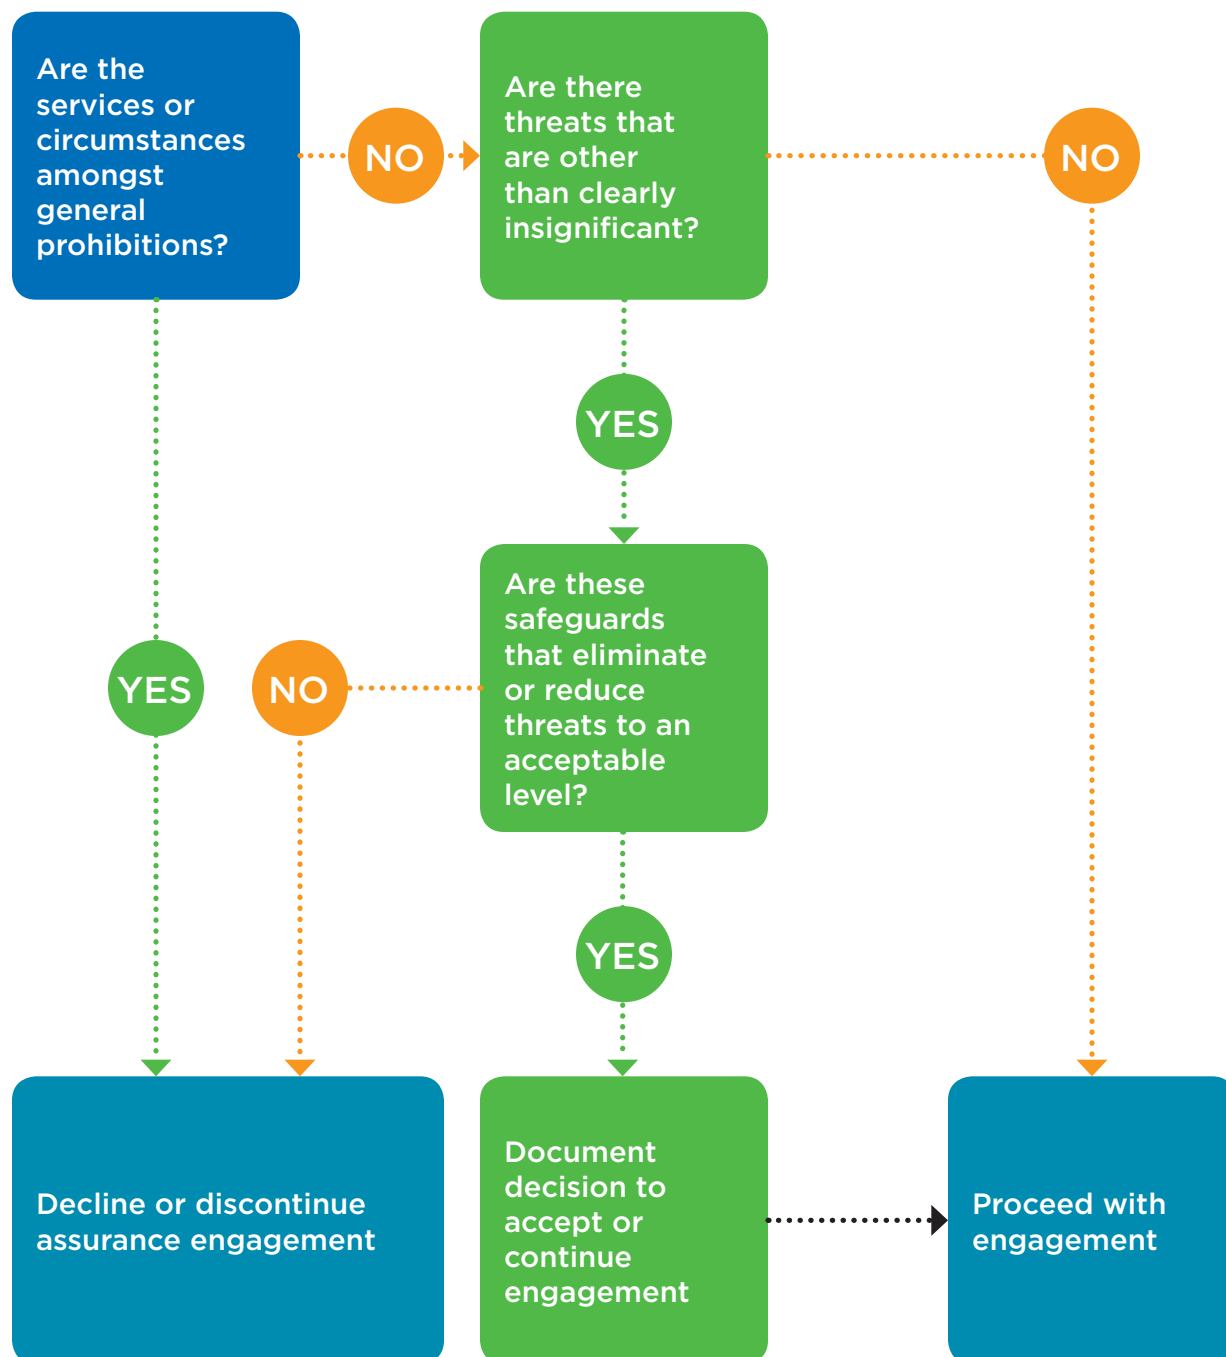 Are the
services or
circumstances
amongst
general
prohibitions?
NO
Are there
threats that
are other
than clearly
insignificant?
NO
YES
Are these
safeguards
that eliminate
or reduce
threats to an
acceptable
level?
YES
NO
YES
Decline or discontinue
assurance engagement
Document
decision to
accept or
continue
engagement
Proceed with
engagement